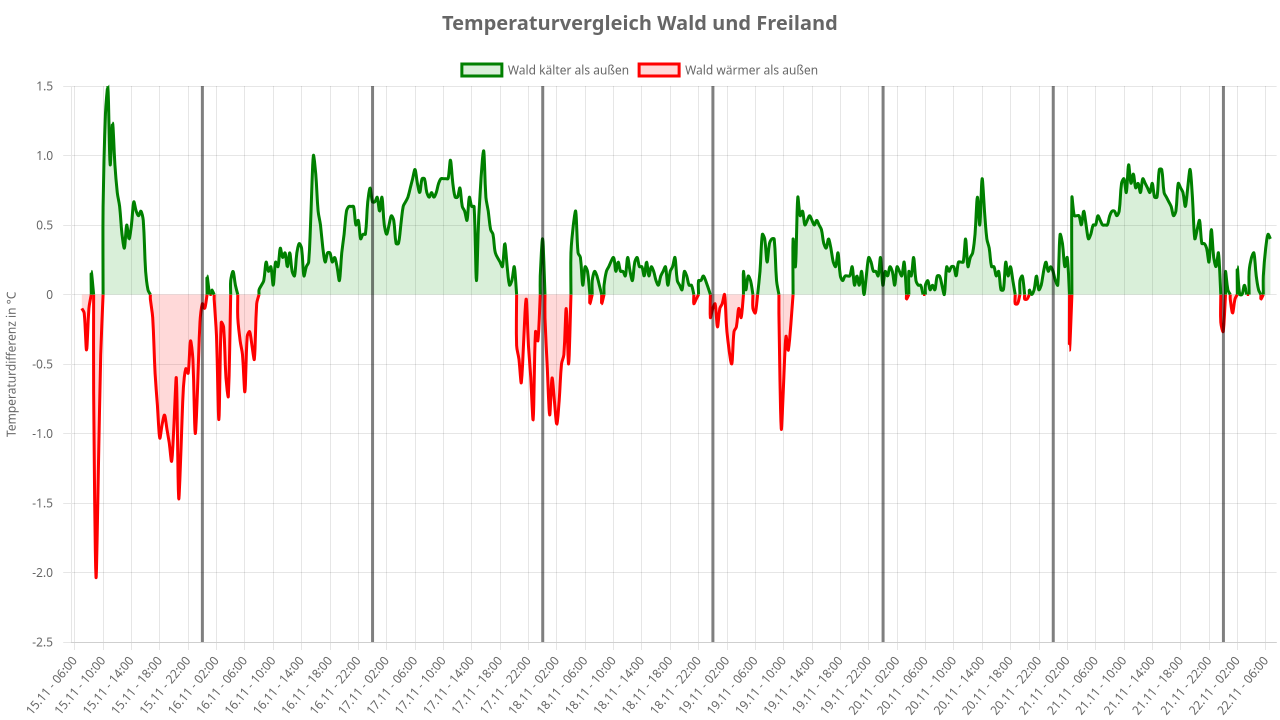 Temperaturvergleich Wald und Freiland
Wald kälter als außen
Wald wärmer als außen
Temperaturdifferenz in °C
1.5
1.0
0.5
0
-0.5
-1.0
-1.5
-2.0
-2.5
15.11 - 06:00
15.11 - 10:00
15.11 - 14:00
15.11 - 18:00
15.11 - 22:00
16.11 - 02:00
16.11 - 06:00
16.11 - 10:00
16.11 - 14:00
16.11 - 18:00
16.11 - 22:00
17.11 - 02:00
17.11 - 06:00
17.11 - 10:00
17.11 - 14:00
17.11 - 18:00
17.11 - 22:00
18.11 - 02:00
18.11 - 06:00
18.11 - 10:00
18.11 - 14:00
18.11 - 18:00
18.11 - 22:00
19.11 - 02:00
19.11 - 06:00
19.11 - 10:00
19.11 - 14:00
19.11 - 18:00
19.11 - 22:00
20.11 - 02:00
20.11 - 06:00
20.11 - 10:00
20.11 - 14:00
20.11 - 18:00
20.11 - 22:00
21.11 - 02:00
21.11 - 06:00
21.11 - 10:00
21.11 - 14:00
21.11 - 18:00
21.11 - 22:00
22.11 - 02:00
22.11 - 06:00